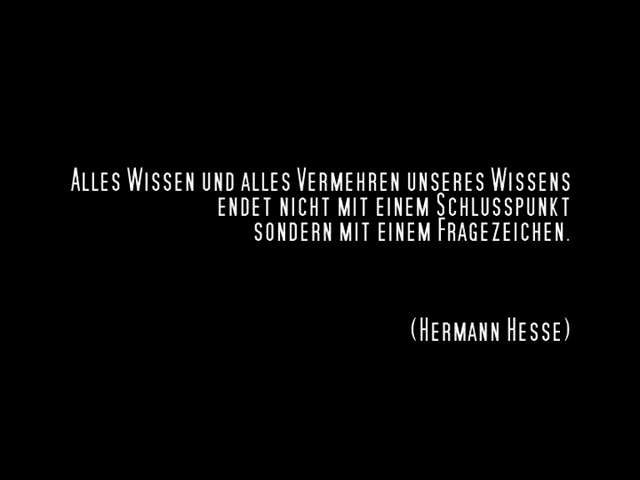 Alles Wissen und alles Vermehren unseres Wissens
endet nicht mit einem Schlusspunkt
sondern mit einem Fragezeichen.
(Hermann Hesse)